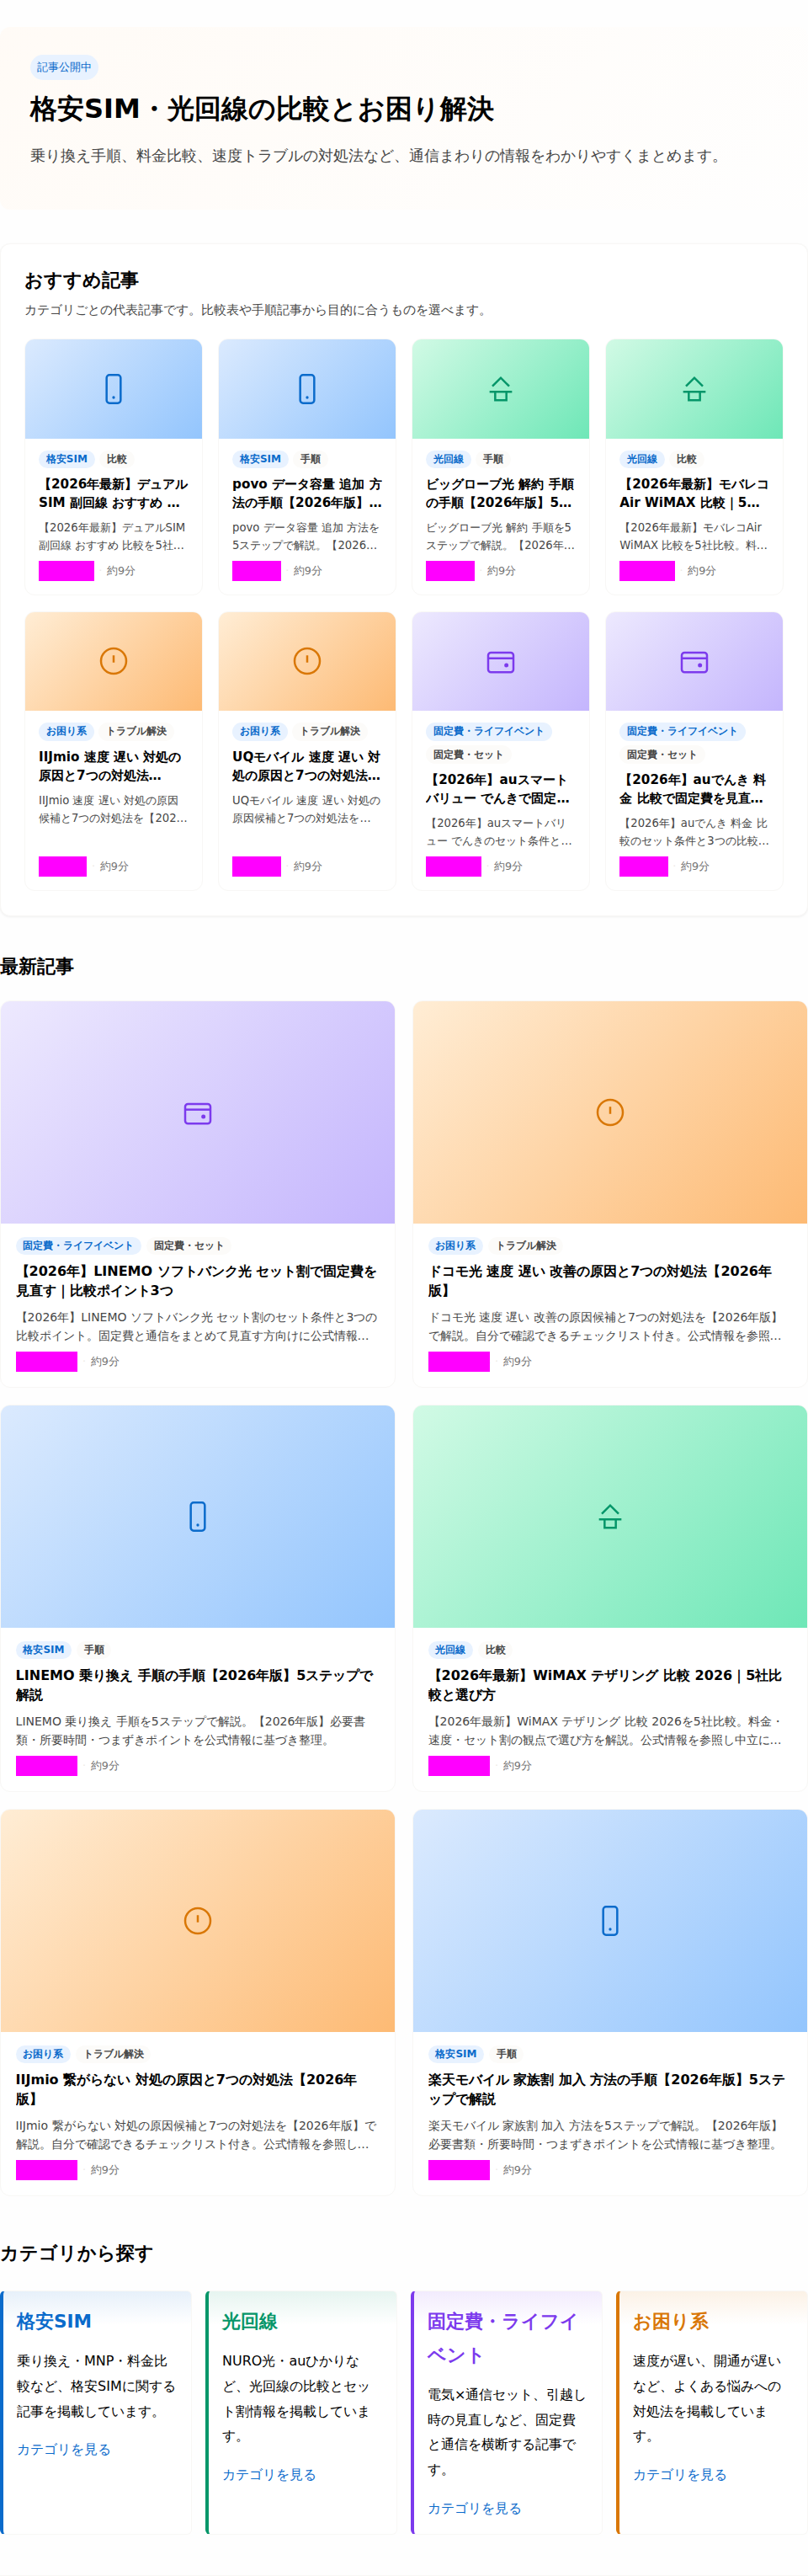 記事公開中
格安SIM・光回線の比較とお困り解決
乗り換え手順、料金比較、速度トラブルの対処法など、通信まわりの情報をわかりやすくまとめます。
おすすめ記事
カテゴリごとの代表記事です。比較表や手順記事から目的に合うものを選べます。
格安SIM 比較
【2026年最新】デュアル
SIM 副回線 おすすめ ...
【2026年最新】デュアルSIM
副回線 おすすめ 比較を5社...
約9分
格安SIM 手順
povo データ容量 追加 方
法の手順【2026年版】...
povo データ容量 追加 方法を
5ステップで解説。【2026...
約9分
光回線 手順
ビッグローブ光 解約 手順
の手順【2026年版】5...
ビッグローブ光 解約 手順を5
ステップで解説。【2026年...
約9分
光回線 比較
【2026年最新】モバレコ
Air WiMAX 比較｜5...
【2026年最新】モバレコAir
WiMAX 比較を5社比較。料...
約9分
お困り系 トラブル解決
IIJmio 速度 遅い 対処の
原因と7つの対処法...
IIJmio 速度 遅い 対処の原因
候補と7つの対処法を【202...
約9分
お困り系 トラブル解決
UQモバイル 速度 遅い 対
処の原因と7つの対処法...
UQモバイル 速度 遅い 対処の
原因候補と7つの対処法を...
約9分
固定費・ライフイベント
固定費・セット
【2026年】auスマート
バリュー でんきで固定...
【2026年】auスマートバリ
ュー でんきのセット条件と...
約9分
固定費・ライフイベント
固定費・セット
【2026年】auでんき 料
金 比較で固定費を見直...
【2026年】auでんき 料金 比
較のセット条件と3つの比較...
約9分
最新記事
固定費・ライフイベント 固定費・セット
【2026年】LINEMO ソフトバンク光 セット割で固定費を
見直す｜比較ポイント3つ
【2026年】LINEMO ソフトバンク光 セット割のセット条件と3つの
比較ポイント。固定費と通信をまとめて見直す方向けに公式情報...
約9分
お困り系 トラブル解決
ドコモ光 速度 遅い 改善の原因と7つの対処法【2026年
版】
ドコモ光 速度 遅い 改善の原因候補と7つの対処法を【2026年版】
で解説。自分で確認できるチェックリスト付き。公式情報を参照...
約9分
格安SIM 手順
LINEMO 乗り換え 手順の手順【2026年版】5ステップで
解説
LINEMO 乗り換え 手順を5ステップで解説。【2026年版】必要書
類・所要時間・つまずきポイントを公式情報に基づき整理。
約9分
光回線 比較
【2026年最新】WiMAX テザリング 比較 2026｜5社比
較と選び方
【2026年最新】WiMAX テザリング 比較 2026を5社比較。料金・
速度・セット割の観点で選び方を解説。公式情報を参照し中立に...
約9分
お困り系 トラブル解決
IIJmio 繋がらない 対処の原因と7つの対処法【2026年
版】
IIJmio 繋がらない 対処の原因候補と7つの対処法を【2026年版】で
解説。自分で確認できるチェックリスト付き。公式情報を参照し...
約9分
格安SIM 手順
楽天モバイル 家族割 加入 方法の手順【2026年版】5ステ
ップで解説
楽天モバイル 家族割 加入 方法を5ステップで解説。【2026年版】
必要書類・所要時間・つまずきポイントを公式情報に基づき整理。
約9分
カテゴリから探す
格安SIM
乗り換え・MNP・料金比
較など、格安SIMに関する
記事を掲載しています。
カテゴリを見る
光回線
NURO光・auひかりな
ど、光回線の比較とセッ
ト割情報を掲載していま
す。
カテゴリを見る
固定費・ライフイ
ベント
電気×通信セット、引越し
時の見直しなど、固定費
と通信を横断する記事で
す。
カテゴリを見る
お困り系
速度が遅い、開通が遅い
など、よくある悩みへの
対処法を掲載していま
す。
カテゴリを見る